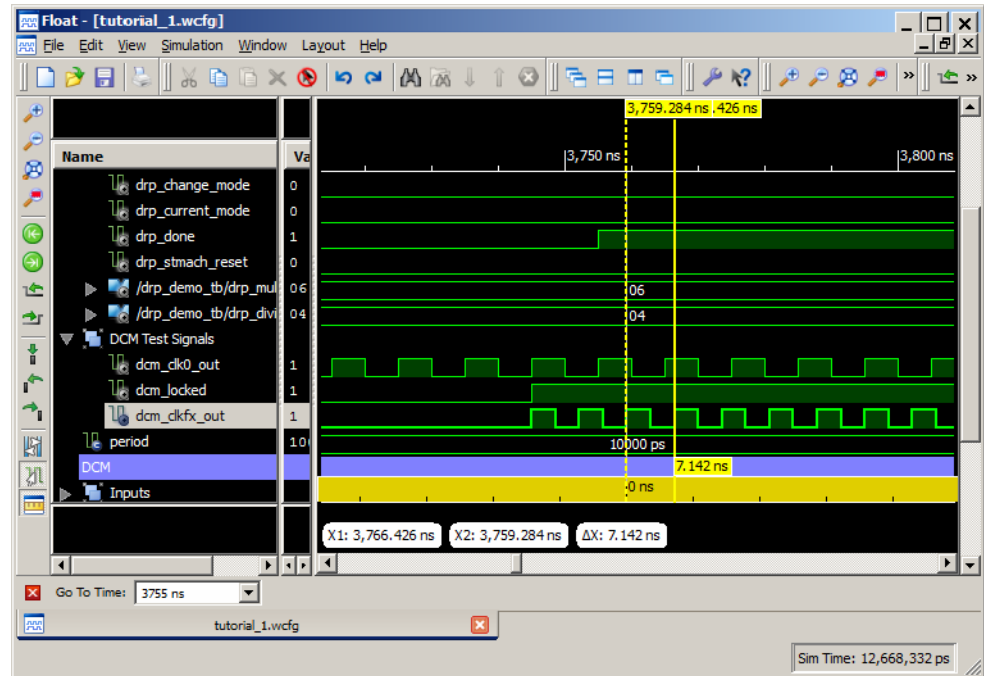 Float - [tutorial_1.wcfg]
File Edit View Simulation Window Layout Help
» »
3,759.284 ns .426 ns
Name Va 3,750 ns 3,800 ns
drp_change_mode 0
drp_current_mode 0
drp_done 1
drp_stmach_reset 0
/drp_demo_tb/drp_mul 06 06
/drp_demo_tb/drp_divi 04 04
DCM Test Signals
dcm_clk0_out 1
dcm_locked 1
dcm_clkfx_out 1
period 10 10000 ps
DCM 7.142 ns
Inputs 0 ns
X1: 3,766.426 ns X2: 3,759.284 ns ΔX: 7.142 ns
Go To Time: 3755 ns
tutorial_1.wcfg
Sim Time: 12,668,332 ps